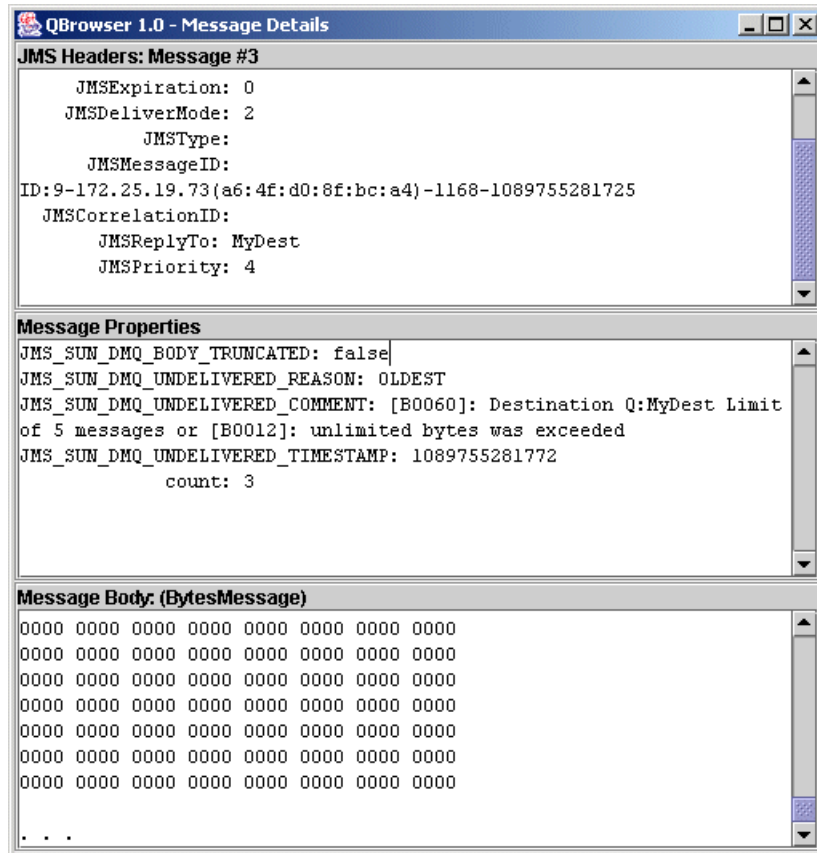 QBrowser 1.0 - Message Details
JMS Headers: Message #3
JMSExpiration: 0
JMSDeliverMode: 2
JMSType:
JMSMessageID:
ID:9-172.25.19.73(a6:4f:d0:8f:bc:a4)-1168-1089755281725
JMSCorrelationID:
JMSReplyTo: MyDest
JMSPriority: 4
Message Properties
JMS_SUN_DMQ_BODY_TRUNCATED: false
JMS_SUN_DMQ_UNDELIVERED_REASON: OLDEST
JMS_SUN_DMQ_UNDELIVERED_COMMENT: [B0060]: Destination Q:MyDest Limit
of 5 messages or [B0012]: unlimited bytes was exceeded
JMS_SUN_DMQ_UNDELIVERED_TIMESTAMP: 1089755281772
count: 3
Message Body: (BytesMessage)
0000 0000 0000 0000 0000 0000 0000 0000
0000 0000 0000 0000 0000 0000 0000 0000
0000 0000 0000 0000 0000 0000 0000 0000
0000 0000 0000 0000 0000 0000 0000 0000
0000 0000 0000 0000 0000 0000 0000 0000
0000 0000 0000 0000 0000 0000 0000 0000
0000 0000 0000 0000 0000 0000 0000 0000
. . .